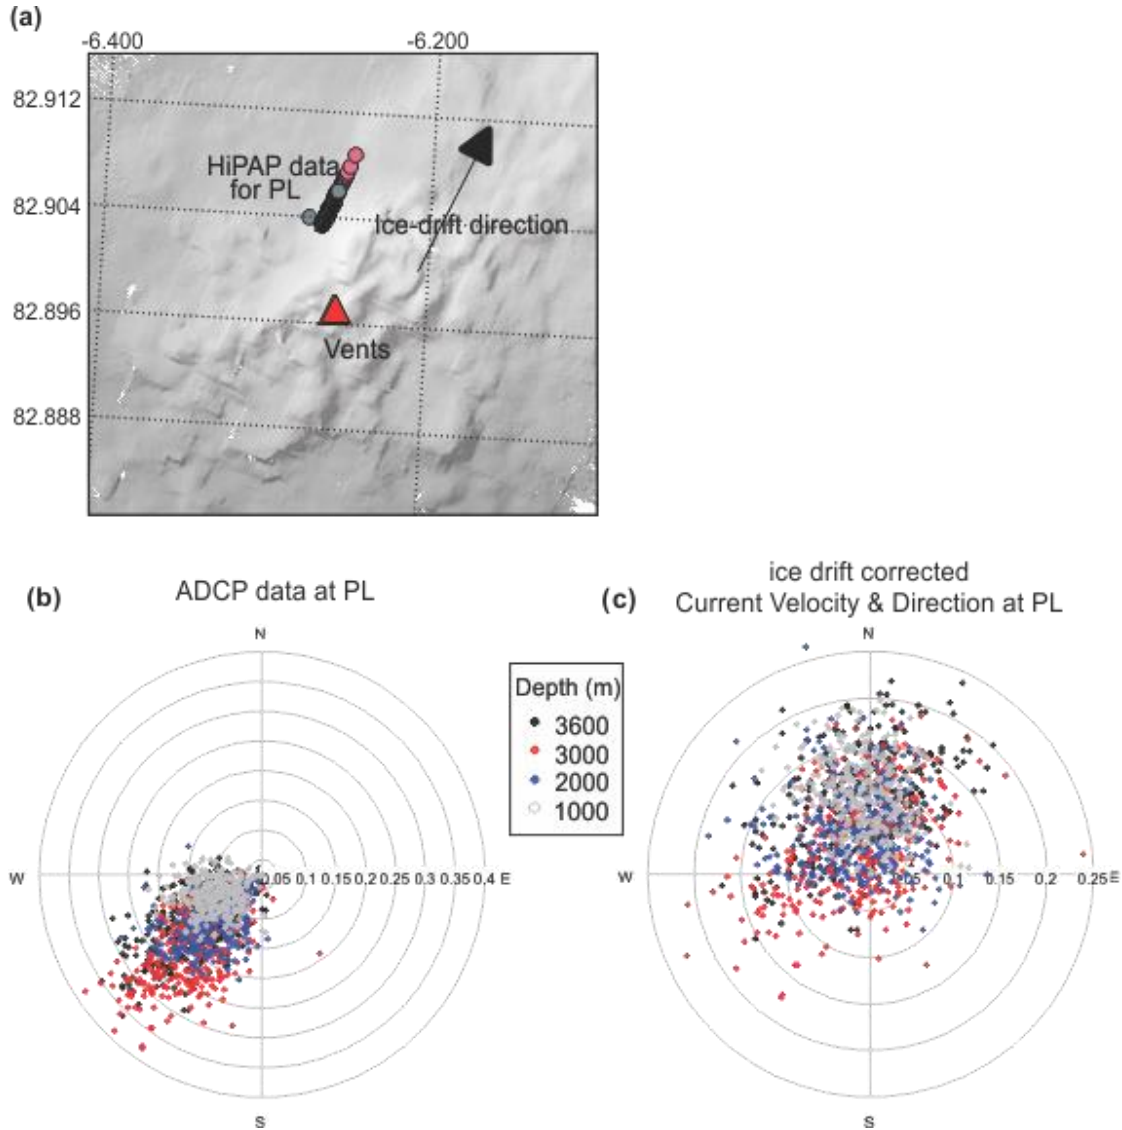 (a)
-6.400
-6.200
82.912
82.904
82.896
82.888
HiPAP data
for PL
Ice-drift direction
Vents
(b)
ADCP data at PL
N
W
0.05 0.1 0.15 0.2 0.25 0.3 0.35 0.4 E
S
Depth (m)
3600
3000
2000
1000
(c)
ice drift corrected
Current Velocity & Direction at PL
N
W
0.05 0.1 0.15 0.2 0.25 E
S